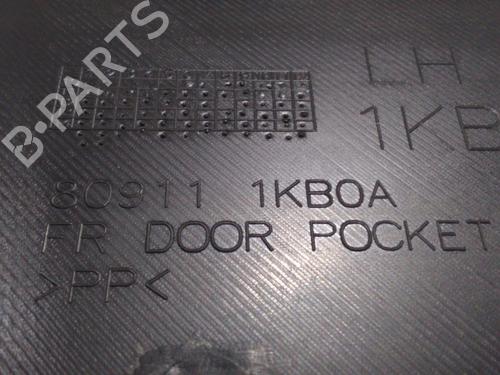 B-PARTS
LH
1KB
80911 1KB0A
FR DOOR POCKET
>PP<